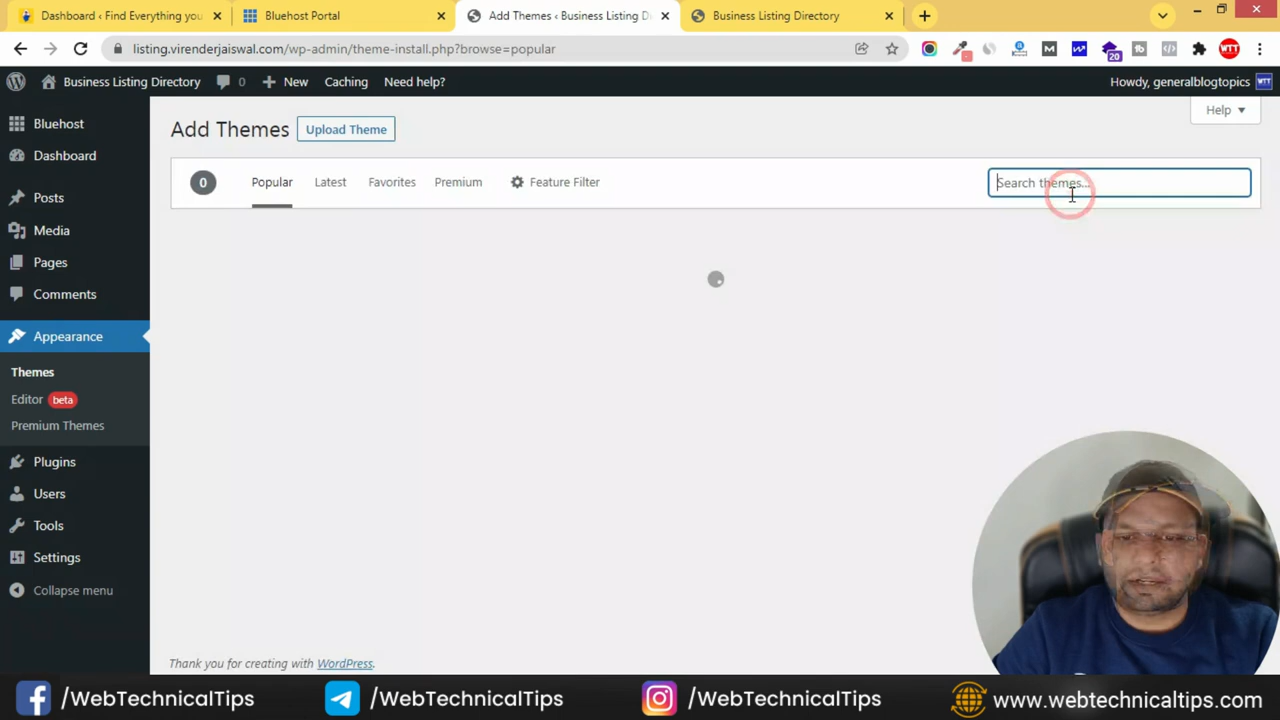 Dashboard ‹ Find Everything you
Bluehost Portal
Add Themes ‹ Business Listing D
Business Listing Directory
listing.virenderjaiswal.com/wp-admin/theme-install.php?browse=popular
20
WTT
Business Listing Directory
0
New
Caching
Need help?
Howdy, generalblogtopics
WTT
Bluehost
Dashboard
Posts
Media
Pages
Comments
Appearance
Themes
Editor beta
Premium Themes
Plugins
Users
Tools
Settings
Collapse menu
Help
Add Themes
Upload Theme
0
Popular
Latest
Favorites
Premium
Feature Filter
Search themes...
Thank you for creating with WordPress.
/WebTechnicalTips
/WebTechnicalTips
/WebTechnicalTips
www.webtechnicaltips.com